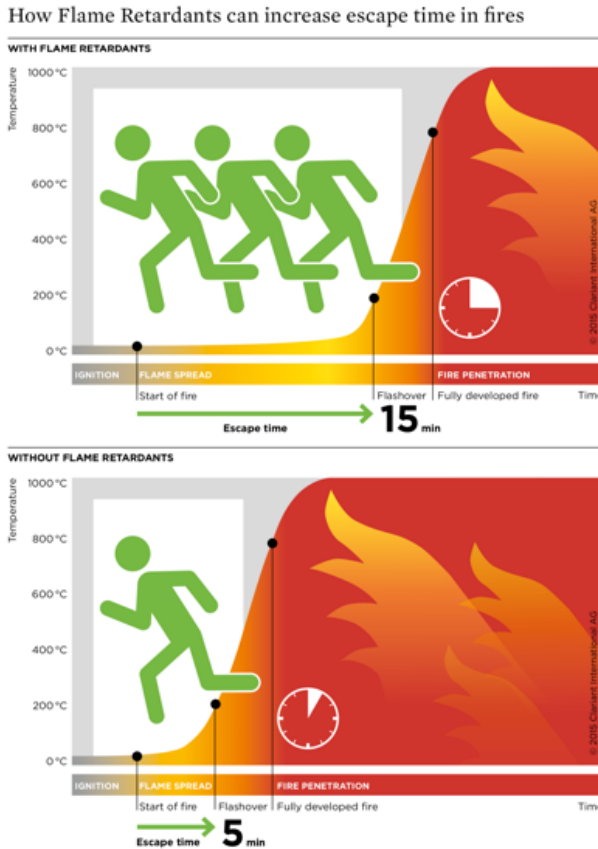 How Flame Retardants can increase escape time in fires
WITH FLAME RETARDANTS
Temperature
1000 °C
800 °C
600 °C
400 °C
200 °C
0 °C
IGNITION FLAME SPREAD FIRE PENETRATION
Start of fire Flashover Fully developed fire Time
Escape time 15 min
© 2015 Clariant International AG
WITHOUT FLAME RETARDANTS
Temperature
1000 °C
800 °C
600 °C
400 °C
200 °C
0 °C
IGNITION FLAME SPREAD FIRE PENETRATION
Start of fire Flashover Fully developed fire Time
Escape time 5 min
© 2015 Clariant International AG